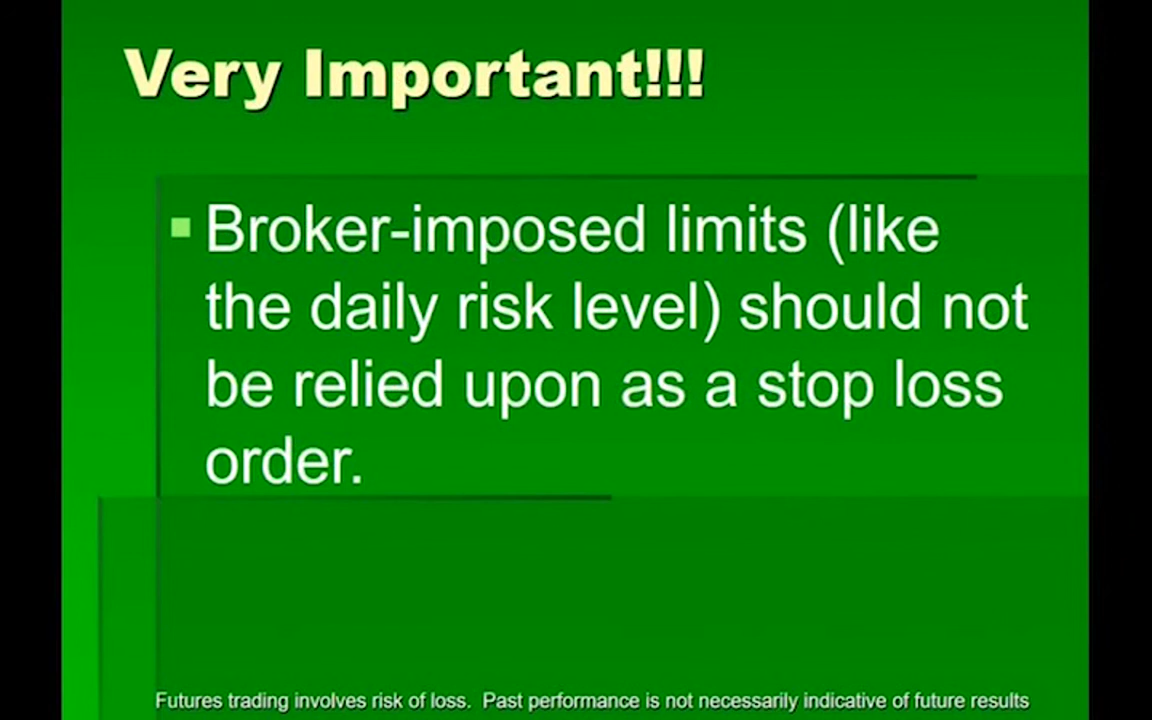 Very Important!!!
Broker-imposed limits (like
the daily risk level) should not
be relied upon as a stop loss
order.
Futures trading involves risk of loss.  Past performance is not necessarily indicative of future results